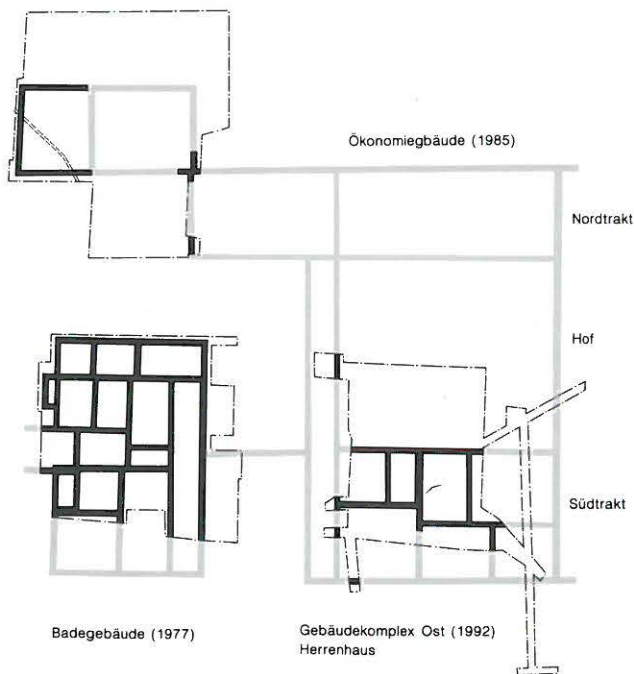 Ökonomiegbäude (1985)
Nordtrakt
Hof
Südtrakt
Badegebäude (1977)
Gebäudekomplex Ost (1992)
Herrenhaus